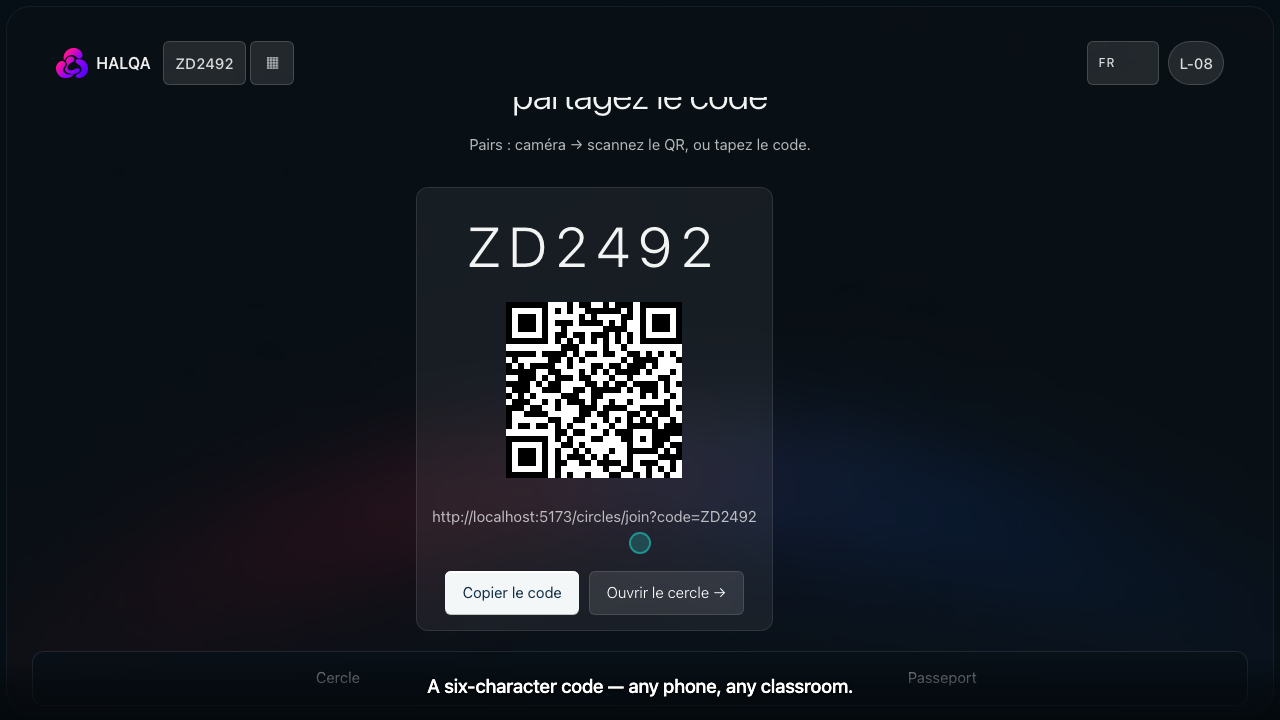 HALQA
ZD2492
FR
L-08
partagez le code
Pairs : caméra → scannez le QR, ou tapez le code.
ZD2492
http://localhost:5173/circles/join?code=ZD2492
Copier le code
Ouvrir le cercle →
Cercle
Passeport
A six-character code — any phone, any classroom.